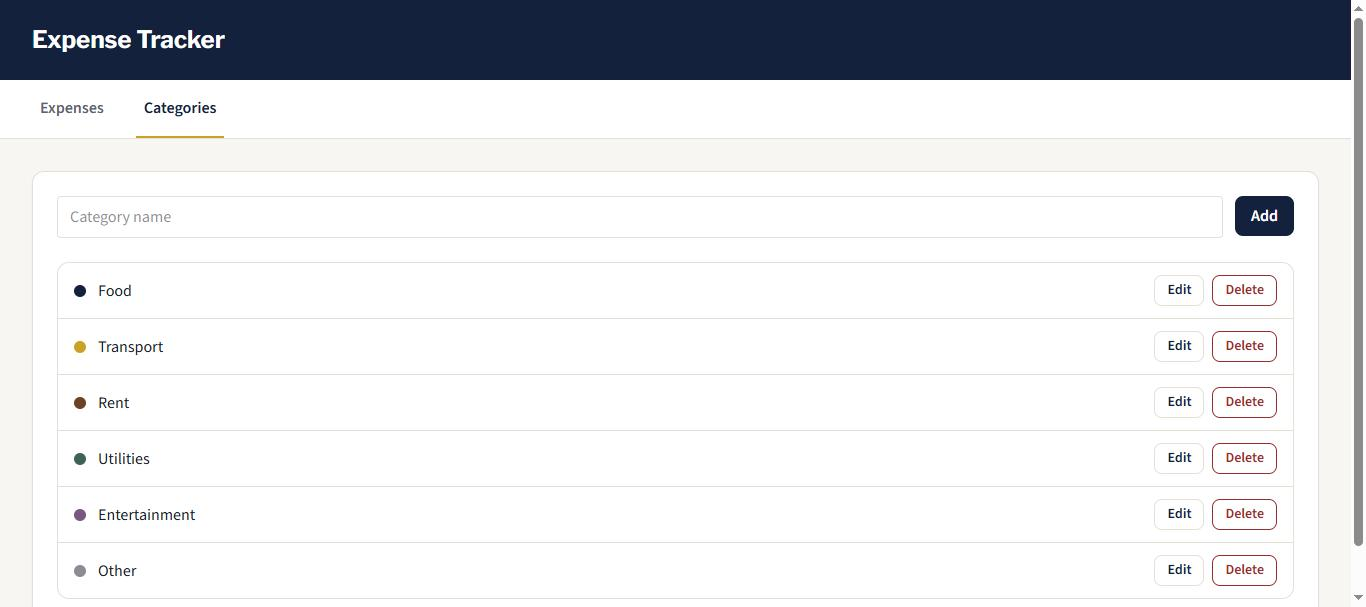 Expense Tracker
Expenses Categories
Category name Add
Food Edit Delete
Transport Edit Delete
Rent Edit Delete
Utilities Edit Delete
Entertainment Edit Delete
Other Edit Delete